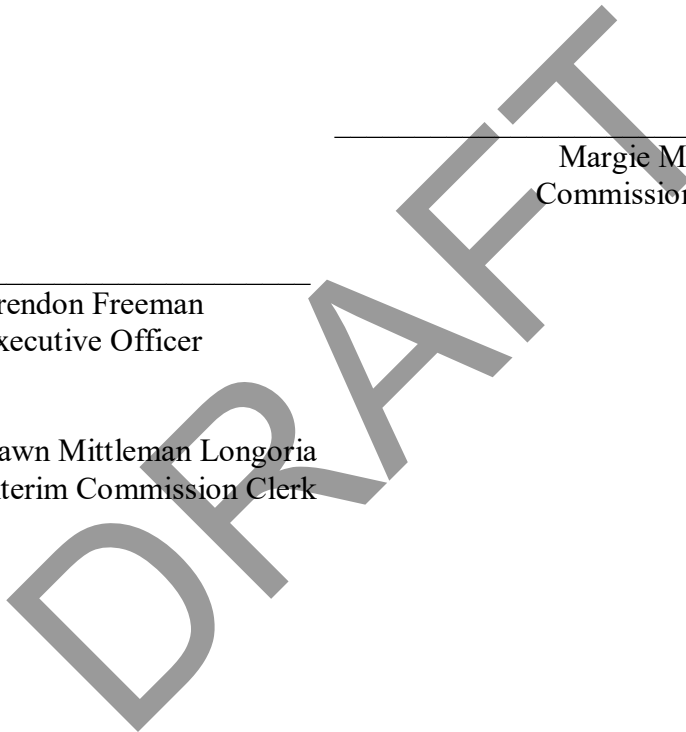 Margie M
Commission
rendon Freeman
xecutive Officer
awn Mittleman Longoria
terim Commission Clerk
DRAFT